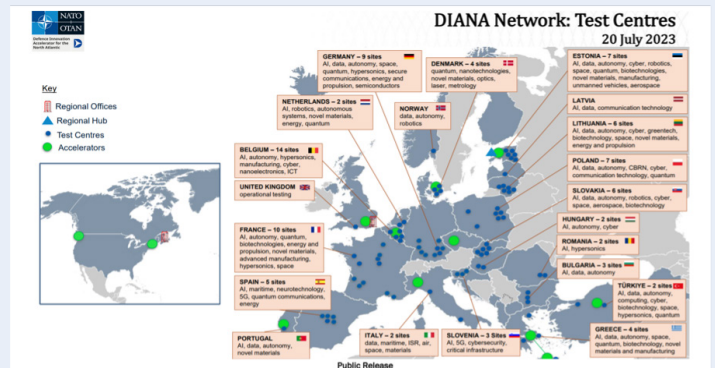 NATO
OTAN
Defence Innovation
Accelerator for the
North Atlantic
DIANA Network: Test Centres
20 July 2023
Key
Regional Offices
Regional Hub
Test Centres
Accelerators
GERMANY – 9 sites
AI, data, autonomy, space,
quantum, hypersonics, secure
communications, energy and
propulsion, semiconductors
DENMARK – 4 sites
quantum, nanotechnologies,
novel materials, optics,
laser, metrology
ESTONIA – 7 sites
AI, data, autonomy, cyber, robotics,
space, quantum, biotechnologies,
novel materials, manufacturing,
unmanned vehicles, aerospace
NETHERLANDS – 2 sites
AI, robotics, autonomous
systems, novel materials,
energy, quantum
NORWAY
data, autonomy,
robotics
LATVIA
AI, data, communication technology
LITHUANIA – 6 sites
AI, data, autonomy, cyber, greentech,
biotechnology, space, novel materials,
energy and propulsion
BELGIUM – 14 sites
AI, autonomy, hypersonics,
manufacturing, cyber,
nanoelectronics, ICT
POLAND – 7 sites
AI, data, autonomy, CBRN, cyber,
communication technology, quantum
UNITED KINGDOM
operational testing
SLOVAKIA – 6 sites
AI, data, autonomy, robotics, cyber,
space, aerospace, biotechnology
FRANCE – 10 sites
AI, autonomy, quantum,
biotechnologies, energy and
propulsion, novel materials,
advanced manufacturing,
hypersonics, space
HUNGARY – 2 sites
AI, autonomy, cyber
ROMANIA – 2 sites
AI, hypersonics
BULGARIA – 3 sites
AI, data, autonomy
SPAIN – 5 sites
AI, maritime, neurotechnology,
5G, quantum communications,
energy
TÜRKIYE – 2 sites
AI, data, autonomy,
computing, cyber,
biotechnology, space,
hypersonics, quantum
PORTUGAL
AI, data, autonomy,
novel materials
ITALY – 2 sites
data, maritime, ISR, air,
space, materials
SLOVENIA – 3 Sites
AI, 5G, cybersecurity,
critical infrastructure
GREECE – 4 sites
AI, data, autonomy, space,
quantum, biotechnology, novel
materials and manufacturing
Public Release